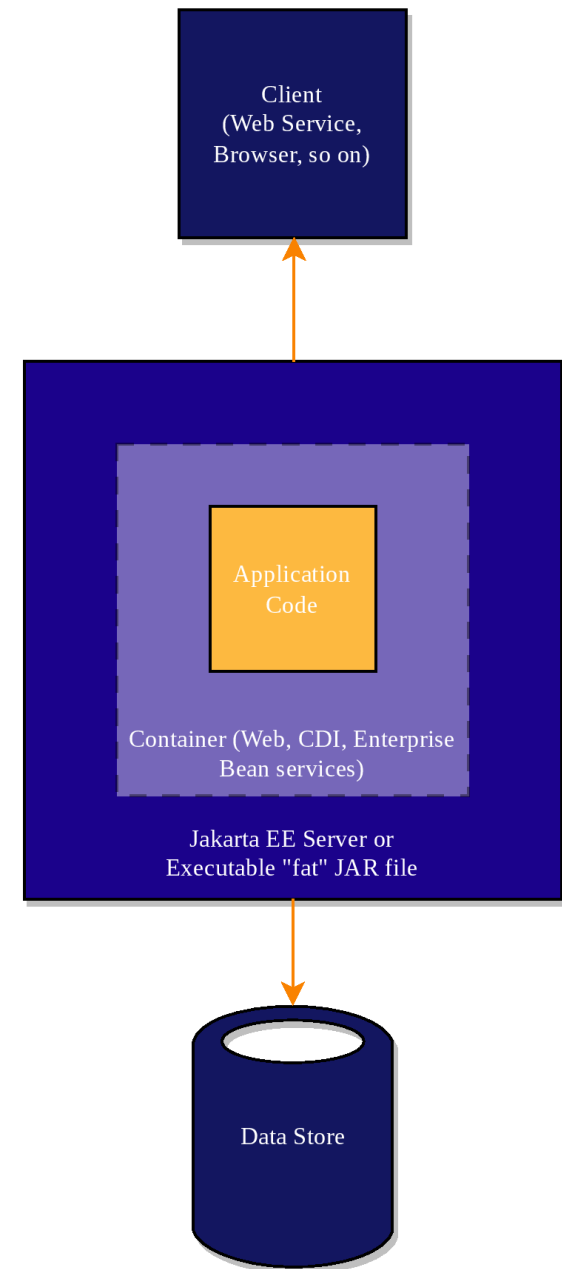 Client
(Web Service,
Browser, so on)
Application
Code
Container (Web, CDI, Enterprise
Bean services)
Jakarta EE Server or
Executable "fat" JAR file
Data Store